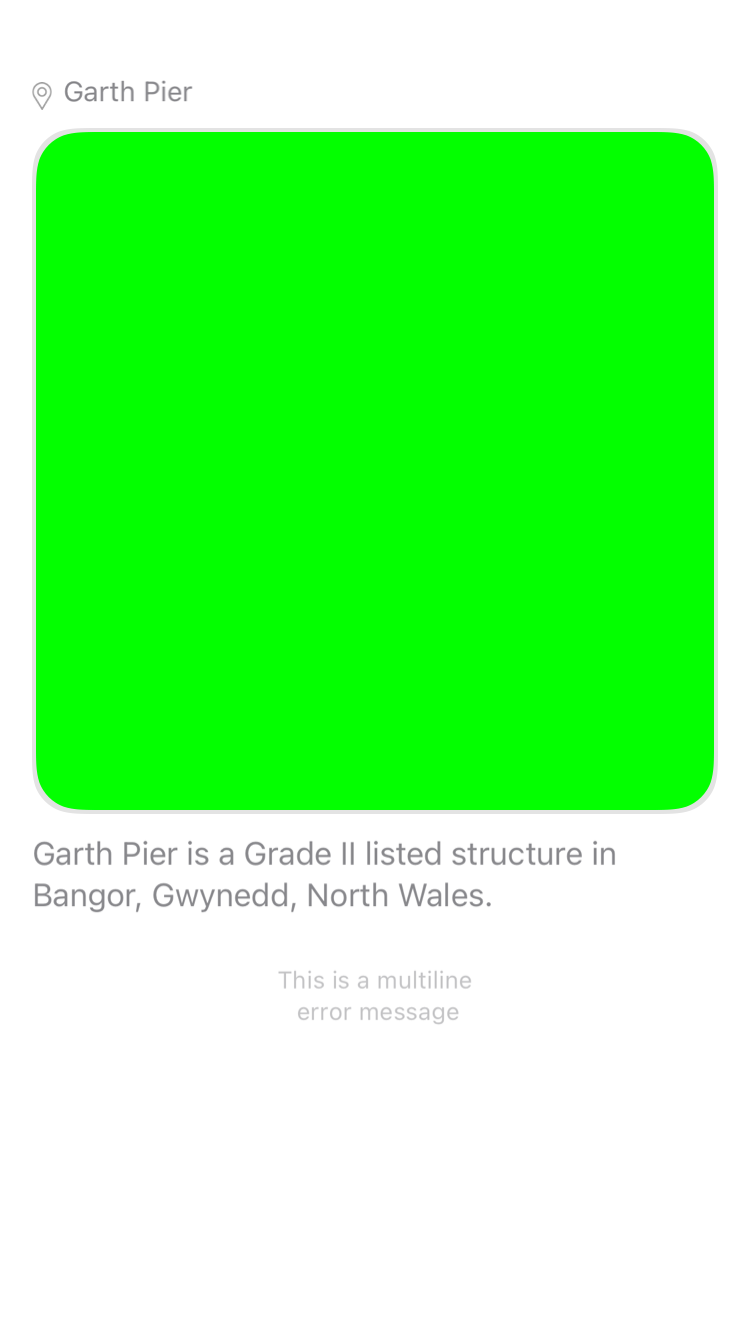 Garth Pier
Garth Pier is a Grade II listed structure in
Bangor, Gwynedd, North Wales.
This is a multiline
error message